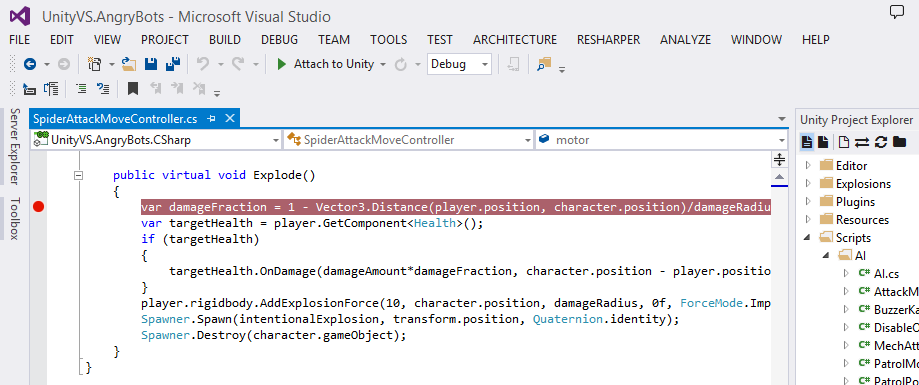 UnityVS.AngryBots - Microsoft Visual Studio
FILE EDIT VIEW PROJECT BUILD DEBUG TEAM TOOLS TEST ARCHITECTURE RESHARPER ANALYZE WINDOW HELP
Attach to Unity Debug
Server Explorer
Toolbox
SpiderAttackMoveController.cs
UnityVS.AngryBots.CSharp SpiderAttackMoveController motor
public virtual void Explode()
{
var damageFraction = 1 - Vector3.Distance(player.position, character.position)/damageRadius
var targetHealth = player.GetComponent<Health>();
if (targetHealth)
{
targetHealth.OnDamage(damageAmount*damageFraction, character.position - player.positio
}
player.rigidbody.AddExplosionForce(10, character.position, damageRadius, 0f, ForceMode.Imp
Spawner.Spawn(intentionalExplosion, transform.position, Quaternion.identity);
Spawner.Destroy(character.gameObject);
}
}
Unity Project Explorer
Editor
Explosions
Plugins
Resources
Scripts
AI
C# AI.cs
C# AttackM
C# BuzzerKa
C# DisableO
C# MechAtt
C# PatrolMo
C# PatrolPo